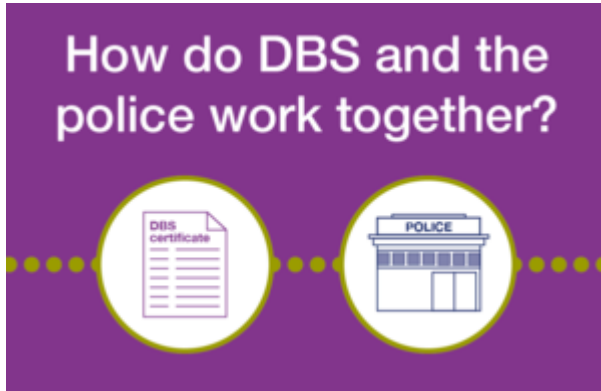 How do DBS and the
police work together?
DBS
certificate
POLICE